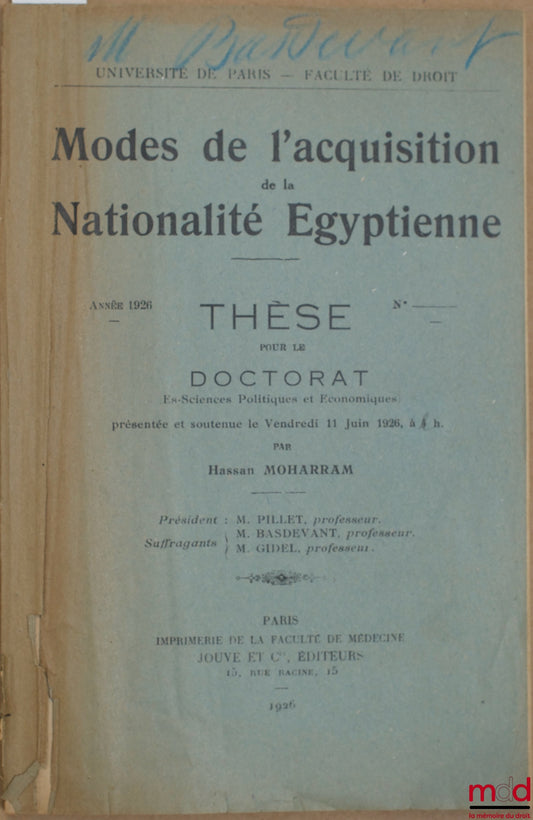 M Basdevant
UNIVERSITÉ DE PARIS — FACULTÉ DE DROIT
Modes de l'acquisition
de la
Nationalité Egyptienne
ANNÉE 1926
N°
THÈSE
POUR LE
DOCTORAT
Es-Sciences Politiques et Economiques
présentée et soutenue le Vendredi 11 Juin 1926, à h.
PAR
Hassan MOHARRAM
Président : M. PILLET, professeur.
Suffragants } M. BASDEVANT, professeur.
M. GIDEL, professeur.
PARIS
IMPRIMERIE DE LA FACULTÉ DE MÉDECINE
JOUVE ET Cie, ÉDITEURS
15, RUE RACINE, 15
1926
mdd
la mémoire du droit